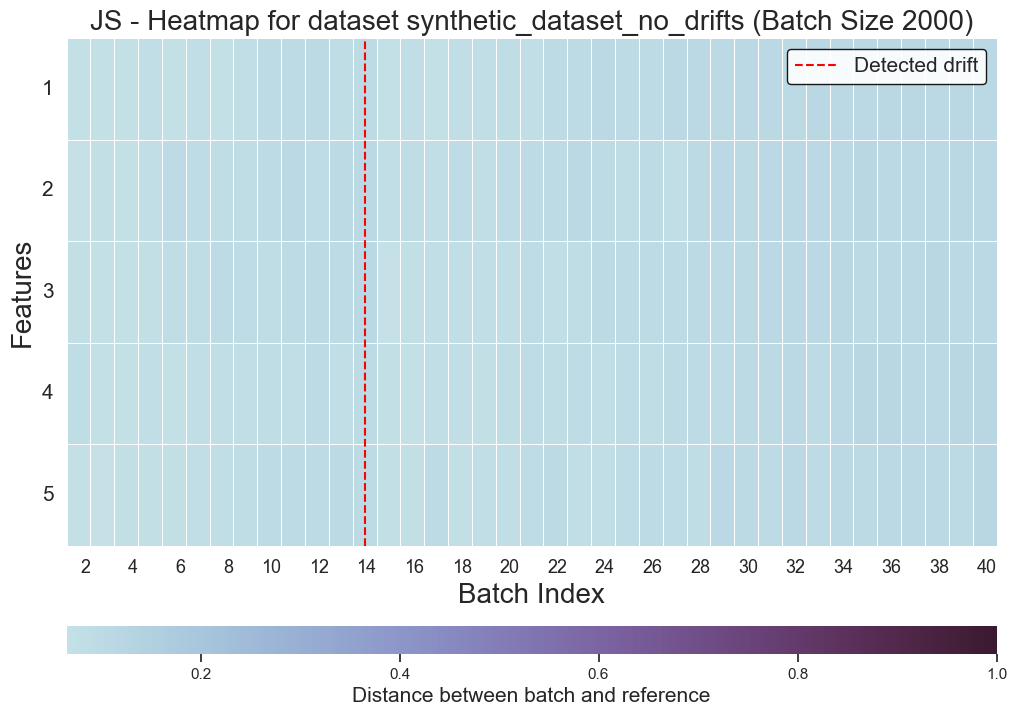 JS - Heatmap for dataset synthetic_dataset_no_drifts (Batch Size 2000)
Detected drift
1
2
3
4
5
Features
2 4 6 8 10 12 14 16 18 20 22 24 26 28 30 32 34 36 38 40
Batch Index
0.2 0.4 0.6 0.8 1.0
Distance between batch and reference